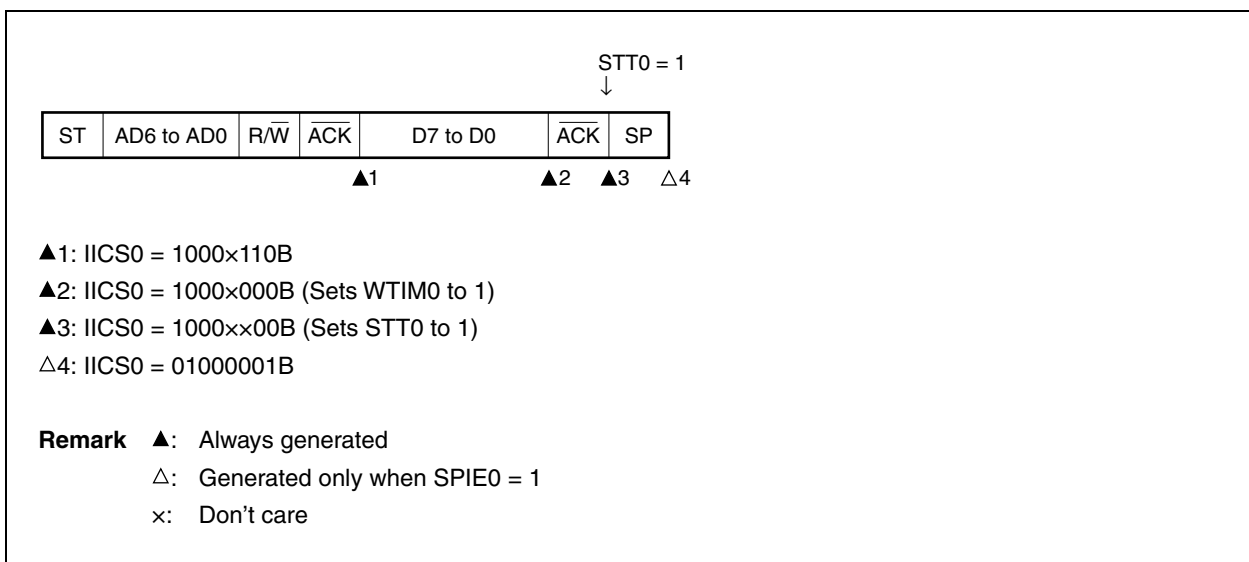 STT0 = 1
↓
ST AD6 to AD0 R/W̅ A̅C̅K̅ D7 to D0 A̅C̅K̅ SP
▲1 ▲2 ▲3 △4
▲1: IICS0 = 1000×110B
▲2: IICS0 = 1000×000B (Sets WTIM0 to 1)
▲3: IICS0 = 1000××00B (Sets STT0 to 1)
△4: IICS0 = 01000001B
Remark ▲: Always generated
△: Generated only when SPIE0 = 1
×: Don't care